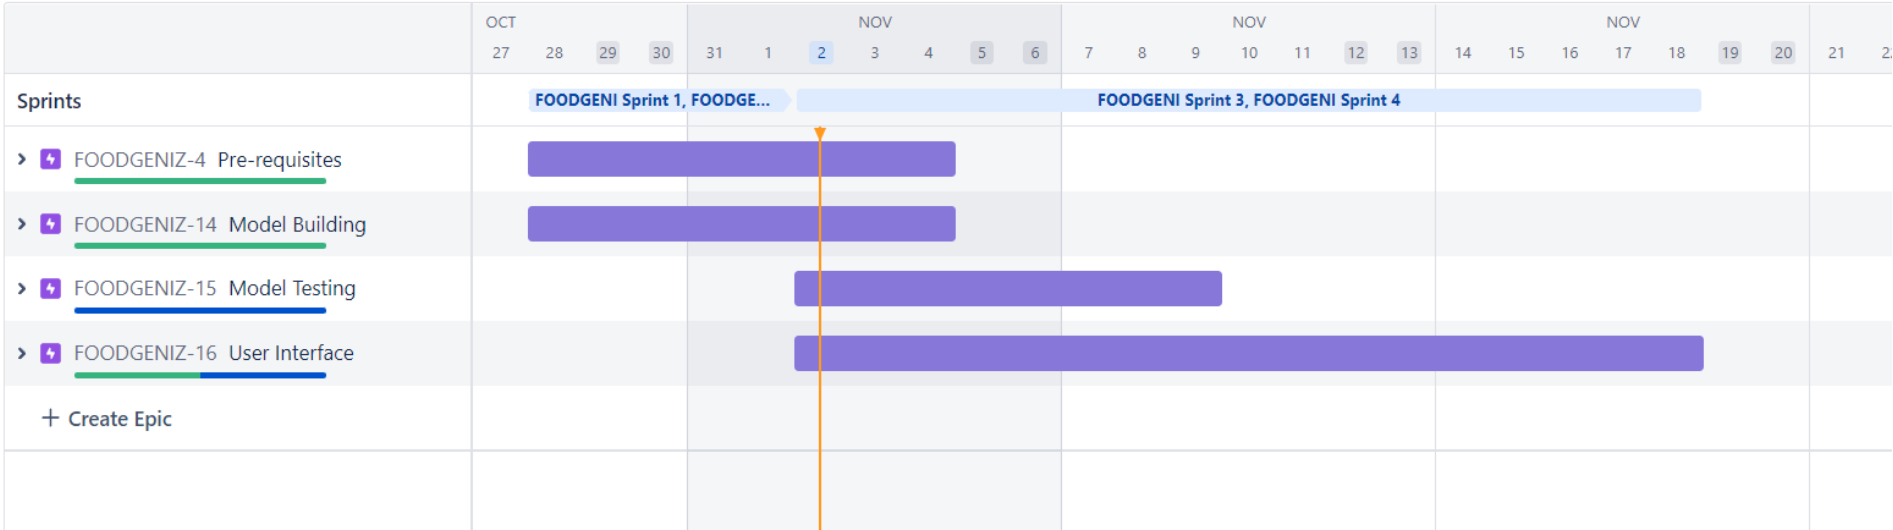 OCT NOV NOV NOV
27 28 29 30 31 1 2 3 4 5 6 7 8 9 10 11 12 13 14 15 16 17 18 19 20 21
Sprints FOODGENI Sprint 1, FOODGE... FOODGENI Sprint 3, FOODGENI Sprint 4
FOODGENIZ-4 Pre-requisites
FOODGENIZ-14 Model Building
FOODGENIZ-15 Model Testing
FOODGENIZ-16 User Interface
+ Create Epic